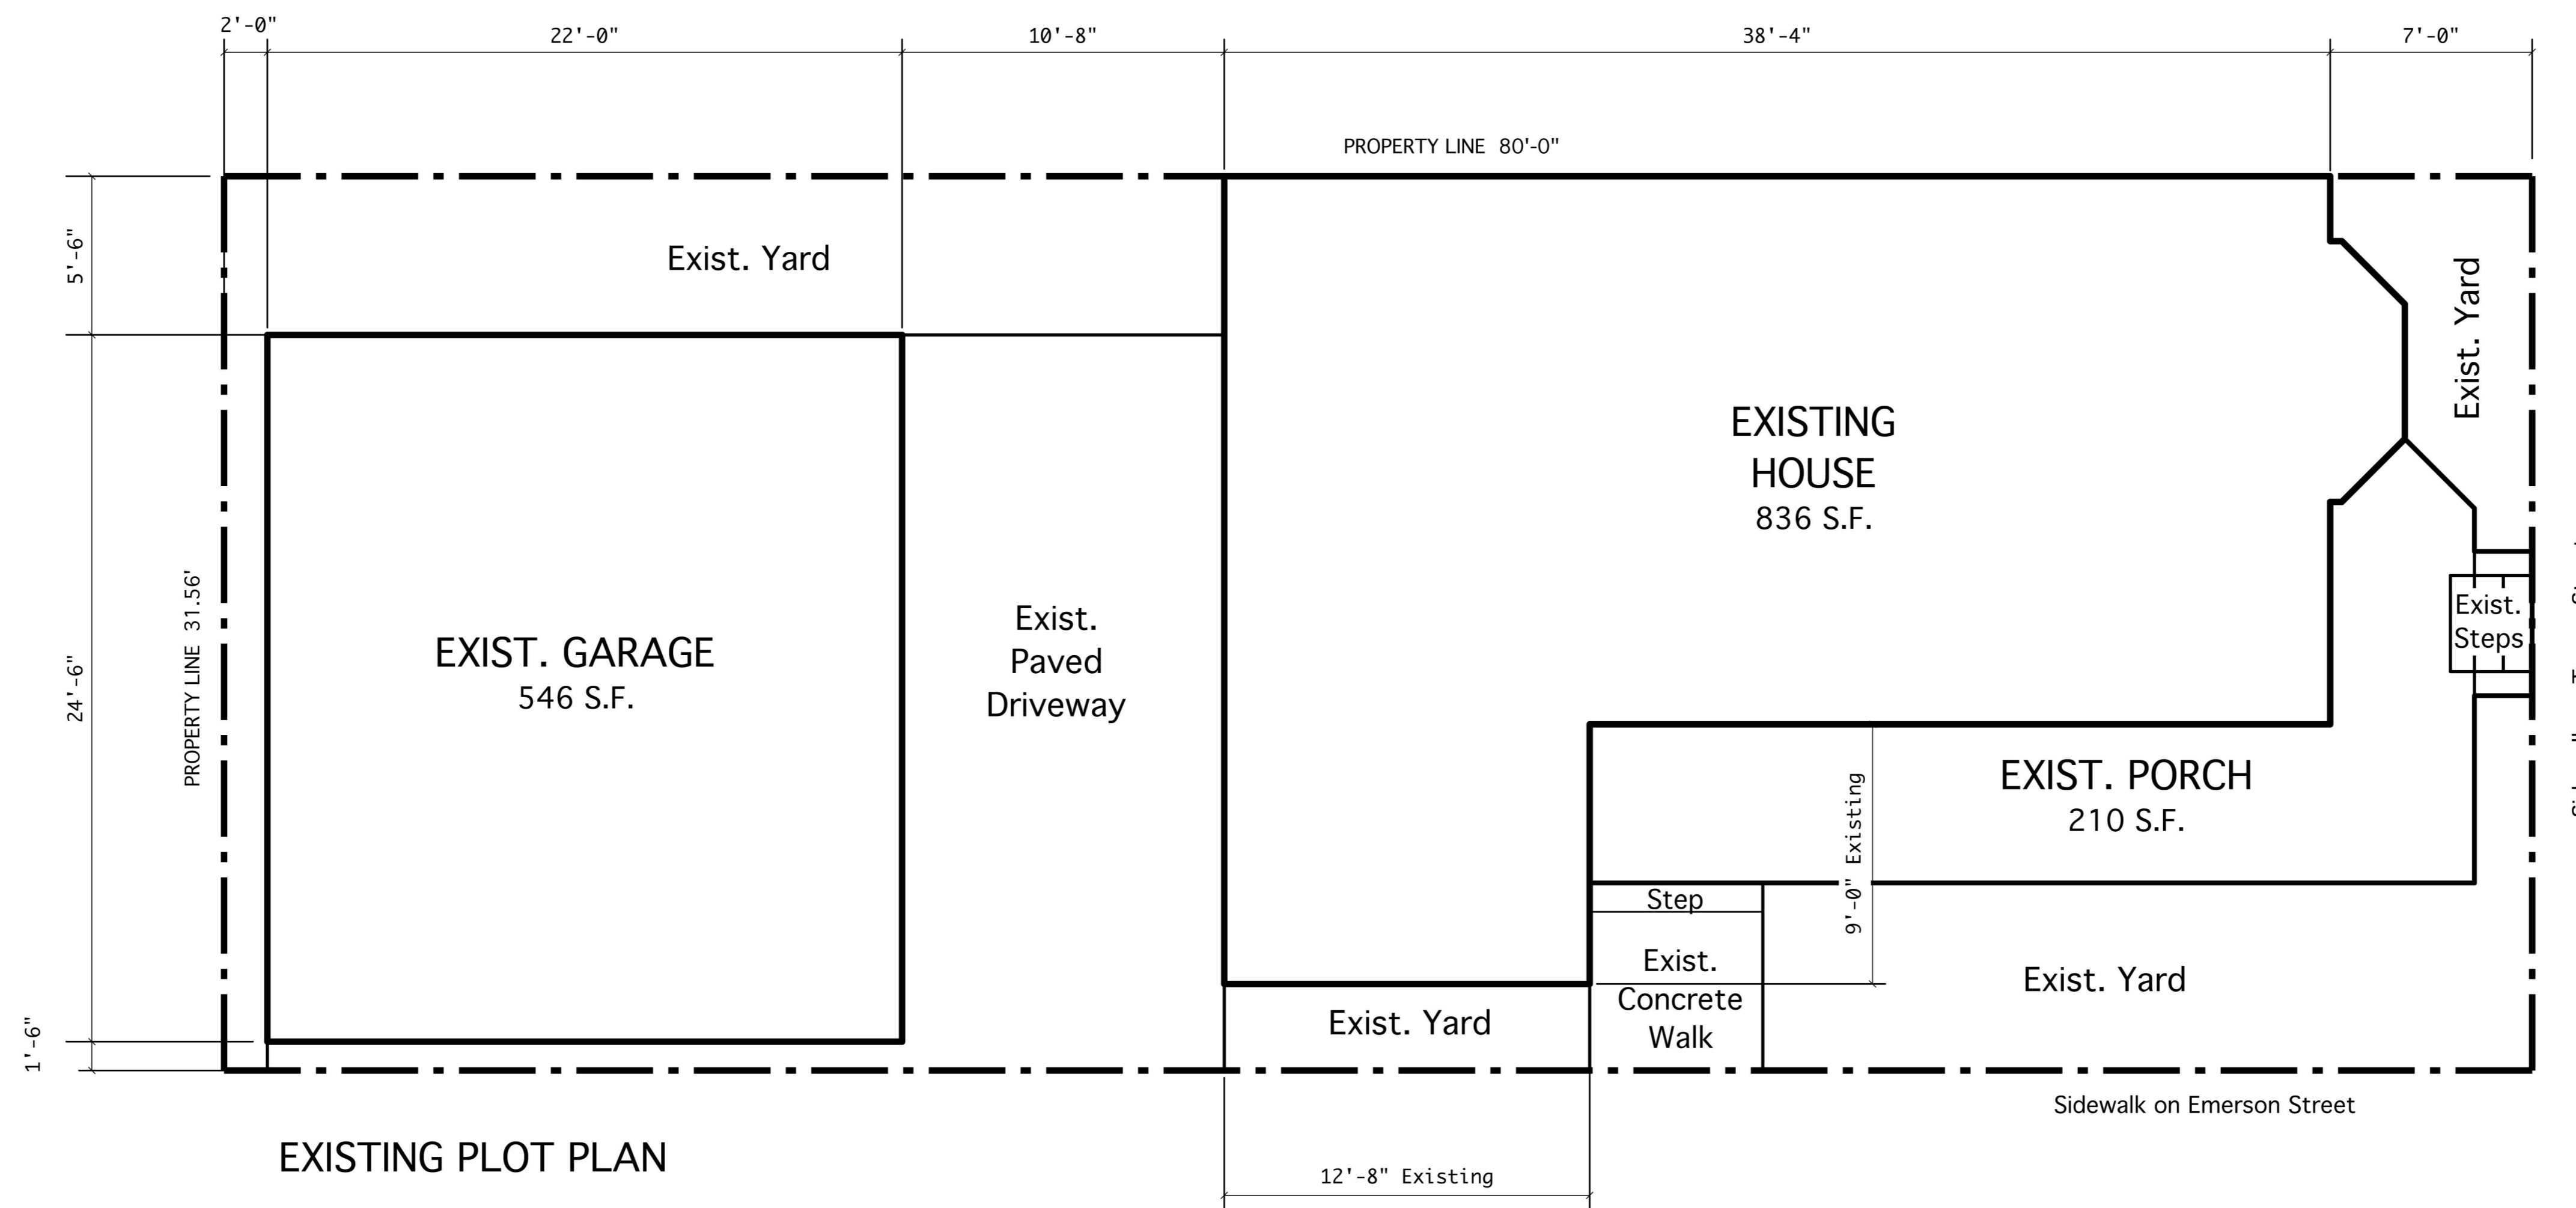 2'-0"
22'-0"
10'-8"
38'-4"
7'-0"
PROPERTY LINE 80'-0"
5'-6"
Exist. Yard
Exist. Yard
EXISTING
HOUSE
836 S.F.
24'-6"
PROPERTY LINE 31.56'
EXIST. GARAGE
546 S.F.
Exist.
Paved
Driveway
Exist.
Steps
EXIST. PORCH
210 S.F.
9'-0" Existing
Step
Exist.
Concrete
Walk
Exist. Yard
Exist. Yard
1'-6"
Sidewalk on Emerson Street
EXISTING PLOT PLAN
12'-8" Existing